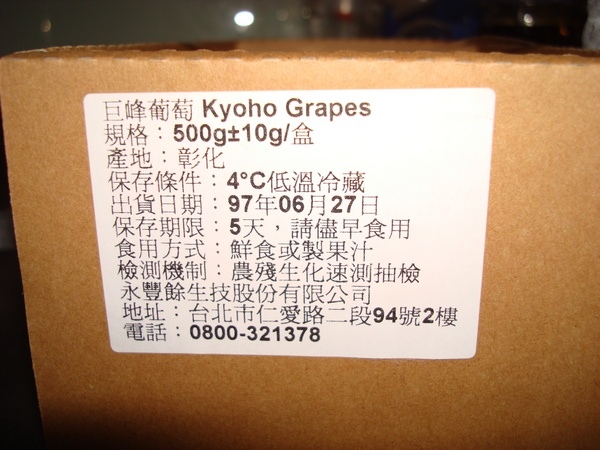 巨峰葡萄 Kyoho Grapes
規格：500g±10g/盒
產地：彰化
保存條件：4°C低溫冷藏
出貨日期：97年06月27日
保存期限：5天，請儘早食用
食用方式：鮮食或製果汁
檢測機制：農殘生化速測抽檢
永豐餘生技股份有限公司
地址：台北市仁愛路二段94號2樓
電話：0800-321378